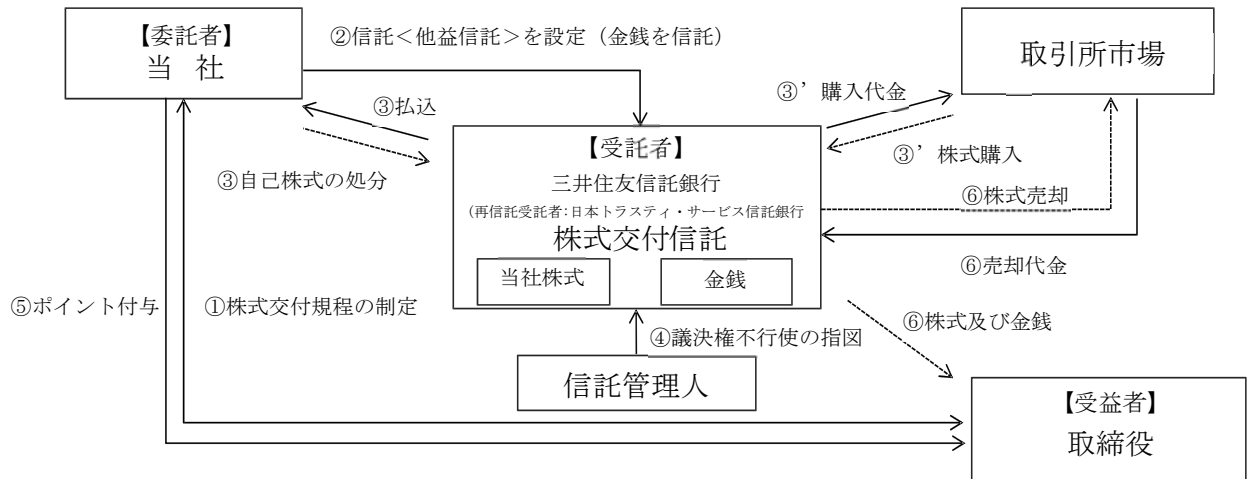 【委託者】
当 社
②信託＜他益信託＞を設定（金銭を信託）
取引所市場
③払込
③’購入代金
【受託者】
三井住友信託銀行
(再信託受託者：日本トラスティ・サービス信託銀行
株式交付信託
当社株式
金銭
③自己株式の処分
③’株式購入
⑥株式売却
⑥売却代金
⑤ポイント付与
①株式交付規程の制定
④議決権不行使の指図
⑥株式及び金銭
信託管理人
【受益者】
取締役